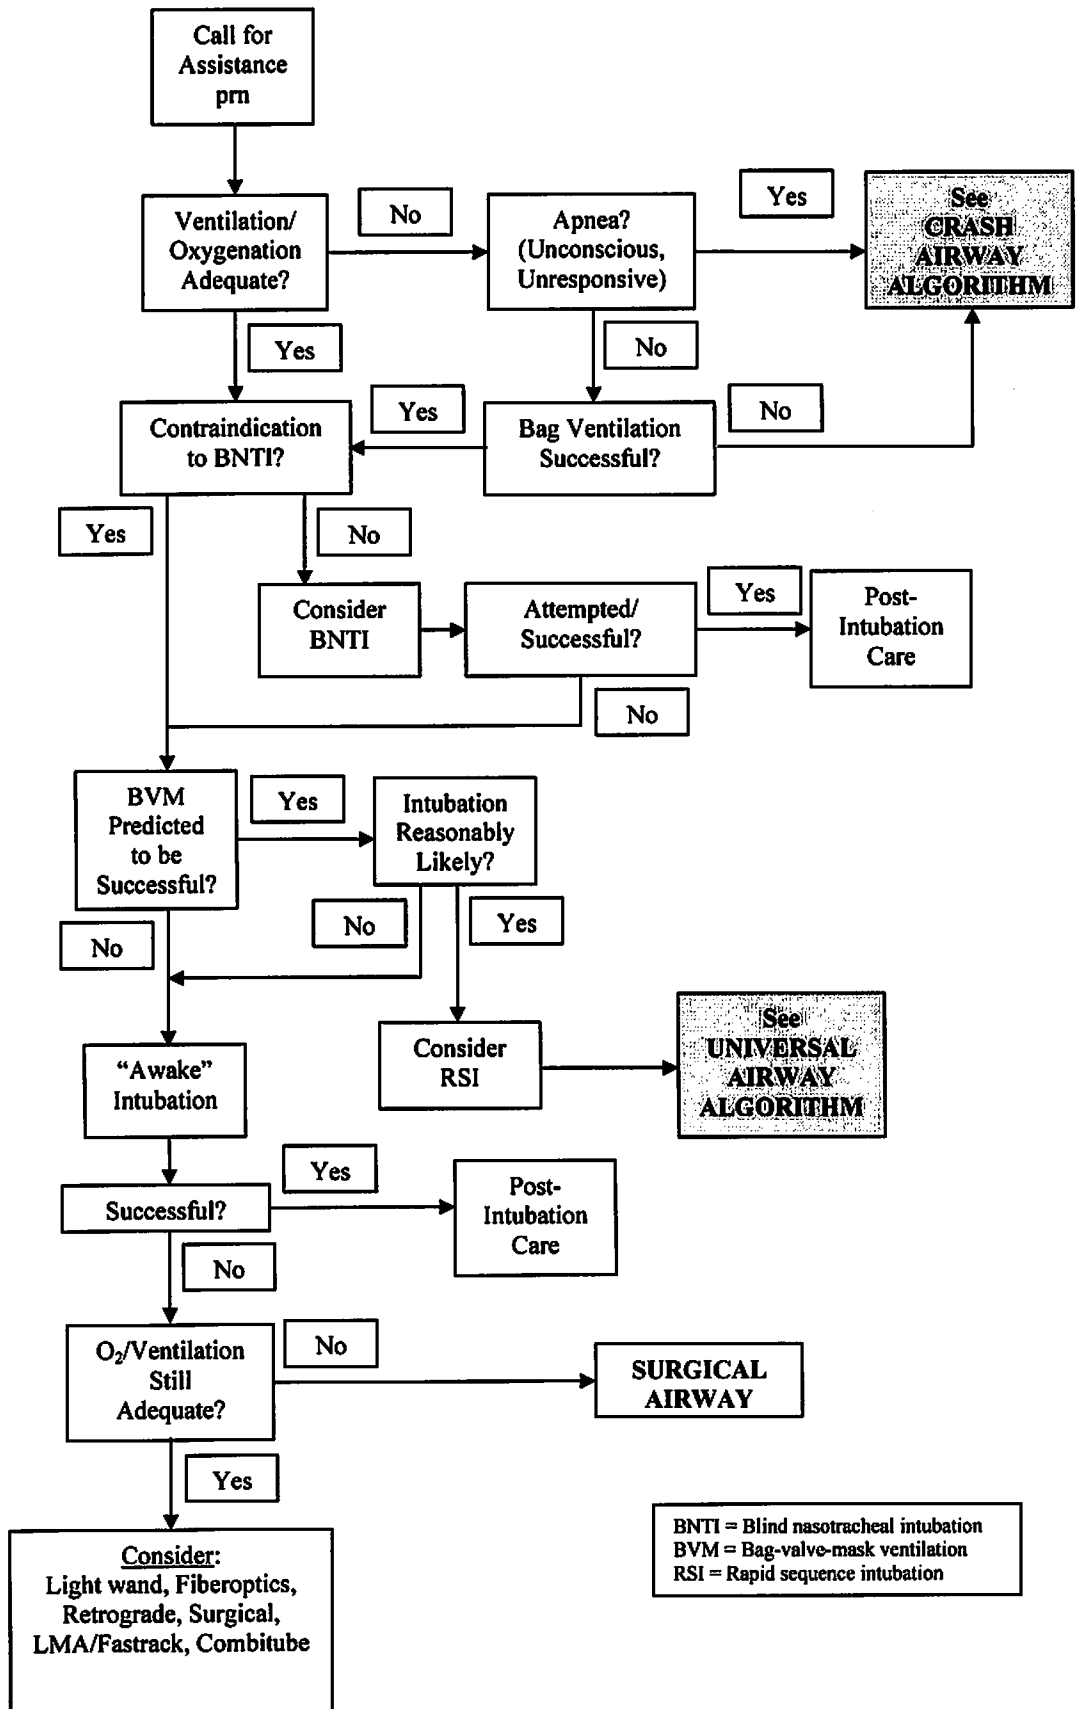 Call for
Assistance
prn
Ventilation/
Oxygenation
Adequate?
No
Apnea?
(Unconscious,
Unresponsive)
Yes
See
CRASH
AIRWAY
ALGORITHM
Yes
No
Contraindication
to BNTI?
Yes
Bag Ventilation
Successful?
No
Yes
No
Consider
BNTI
Attempted/
Successful?
Yes
Post-
Intubation
Care
No
BVM
Predicted
to be
Successful?
Yes
Intubation
Reasonably
Likely?
No
No
Yes
"Awake"
Intubation
Consider
RSI
See
UNIVERSAL
AIRWAY
ALGORITHM
Successful?
Yes
Post-
Intubation
Care
No
O₂/Ventilation
Still
Adequate?
No
SURGICAL
AIRWAY
Yes
Consider:
Light wand, Fiberoptics,
Retrograde, Surgical,
LMA/Fastrack, Combitube
BNTI = Blind nasotracheal intubation
BVM = Bag-valve-mask ventilation
RSI = Rapid sequence intubation